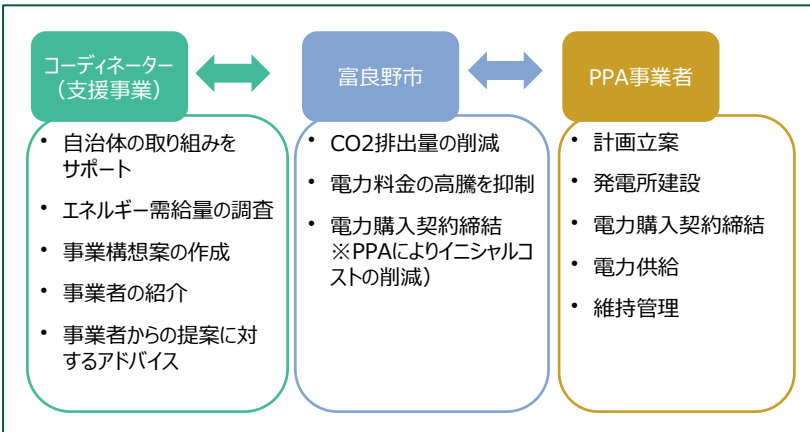 コーディネーター
（支援事業）
• 自治体の取り組みを
サポート
• エネルギー需給量の調査
• 事業構想案の作成
• 事業者の紹介
• 事業者からの提案に対
するアドバイス
富良野市
• CO2排出量の削減
• 電力料金の高騰を抑制
• 電力購入契約締結
※PPAによりイニシャルコ
ストの削減）
PPA事業者
• 計画立案
• 発電所建設
• 電力購入契約締結
• 電力供給
• 維持管理